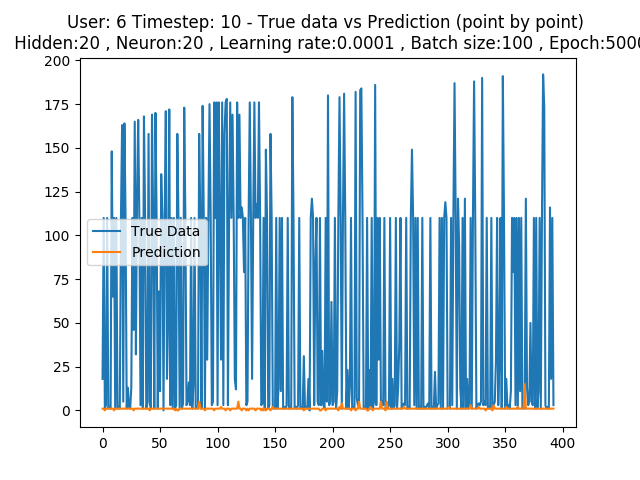 User: 6 Timestep: 10 - True data vs Prediction (point by point)
Hidden:20 , Neuron:20 , Learning rate:0.0001 , Batch size:100 , Epoch:5000
200
175
150
125
100
75
50
25
0
True Data
Prediction
0 50 100 150 200 250 300 350 400